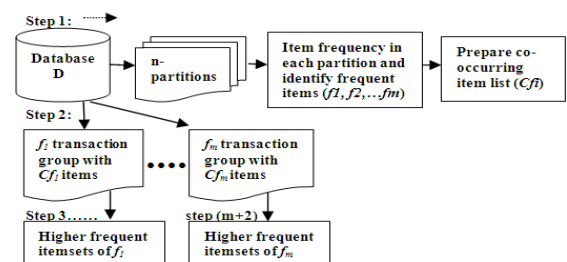 Step 1:
Database
D
n-
partitions
Item frequency in
each partition and
identify frequent
items (f1, f2,...fm)
Prepare co-
occurring
item list (Cfi)
Step 2:
f1 transaction
group with
Cf1 items
fm transaction
group with
Cfm items
Step 3......
step (m+2)
Higher frequent
itemsets of f1
Higher frequent
itemsets of fm